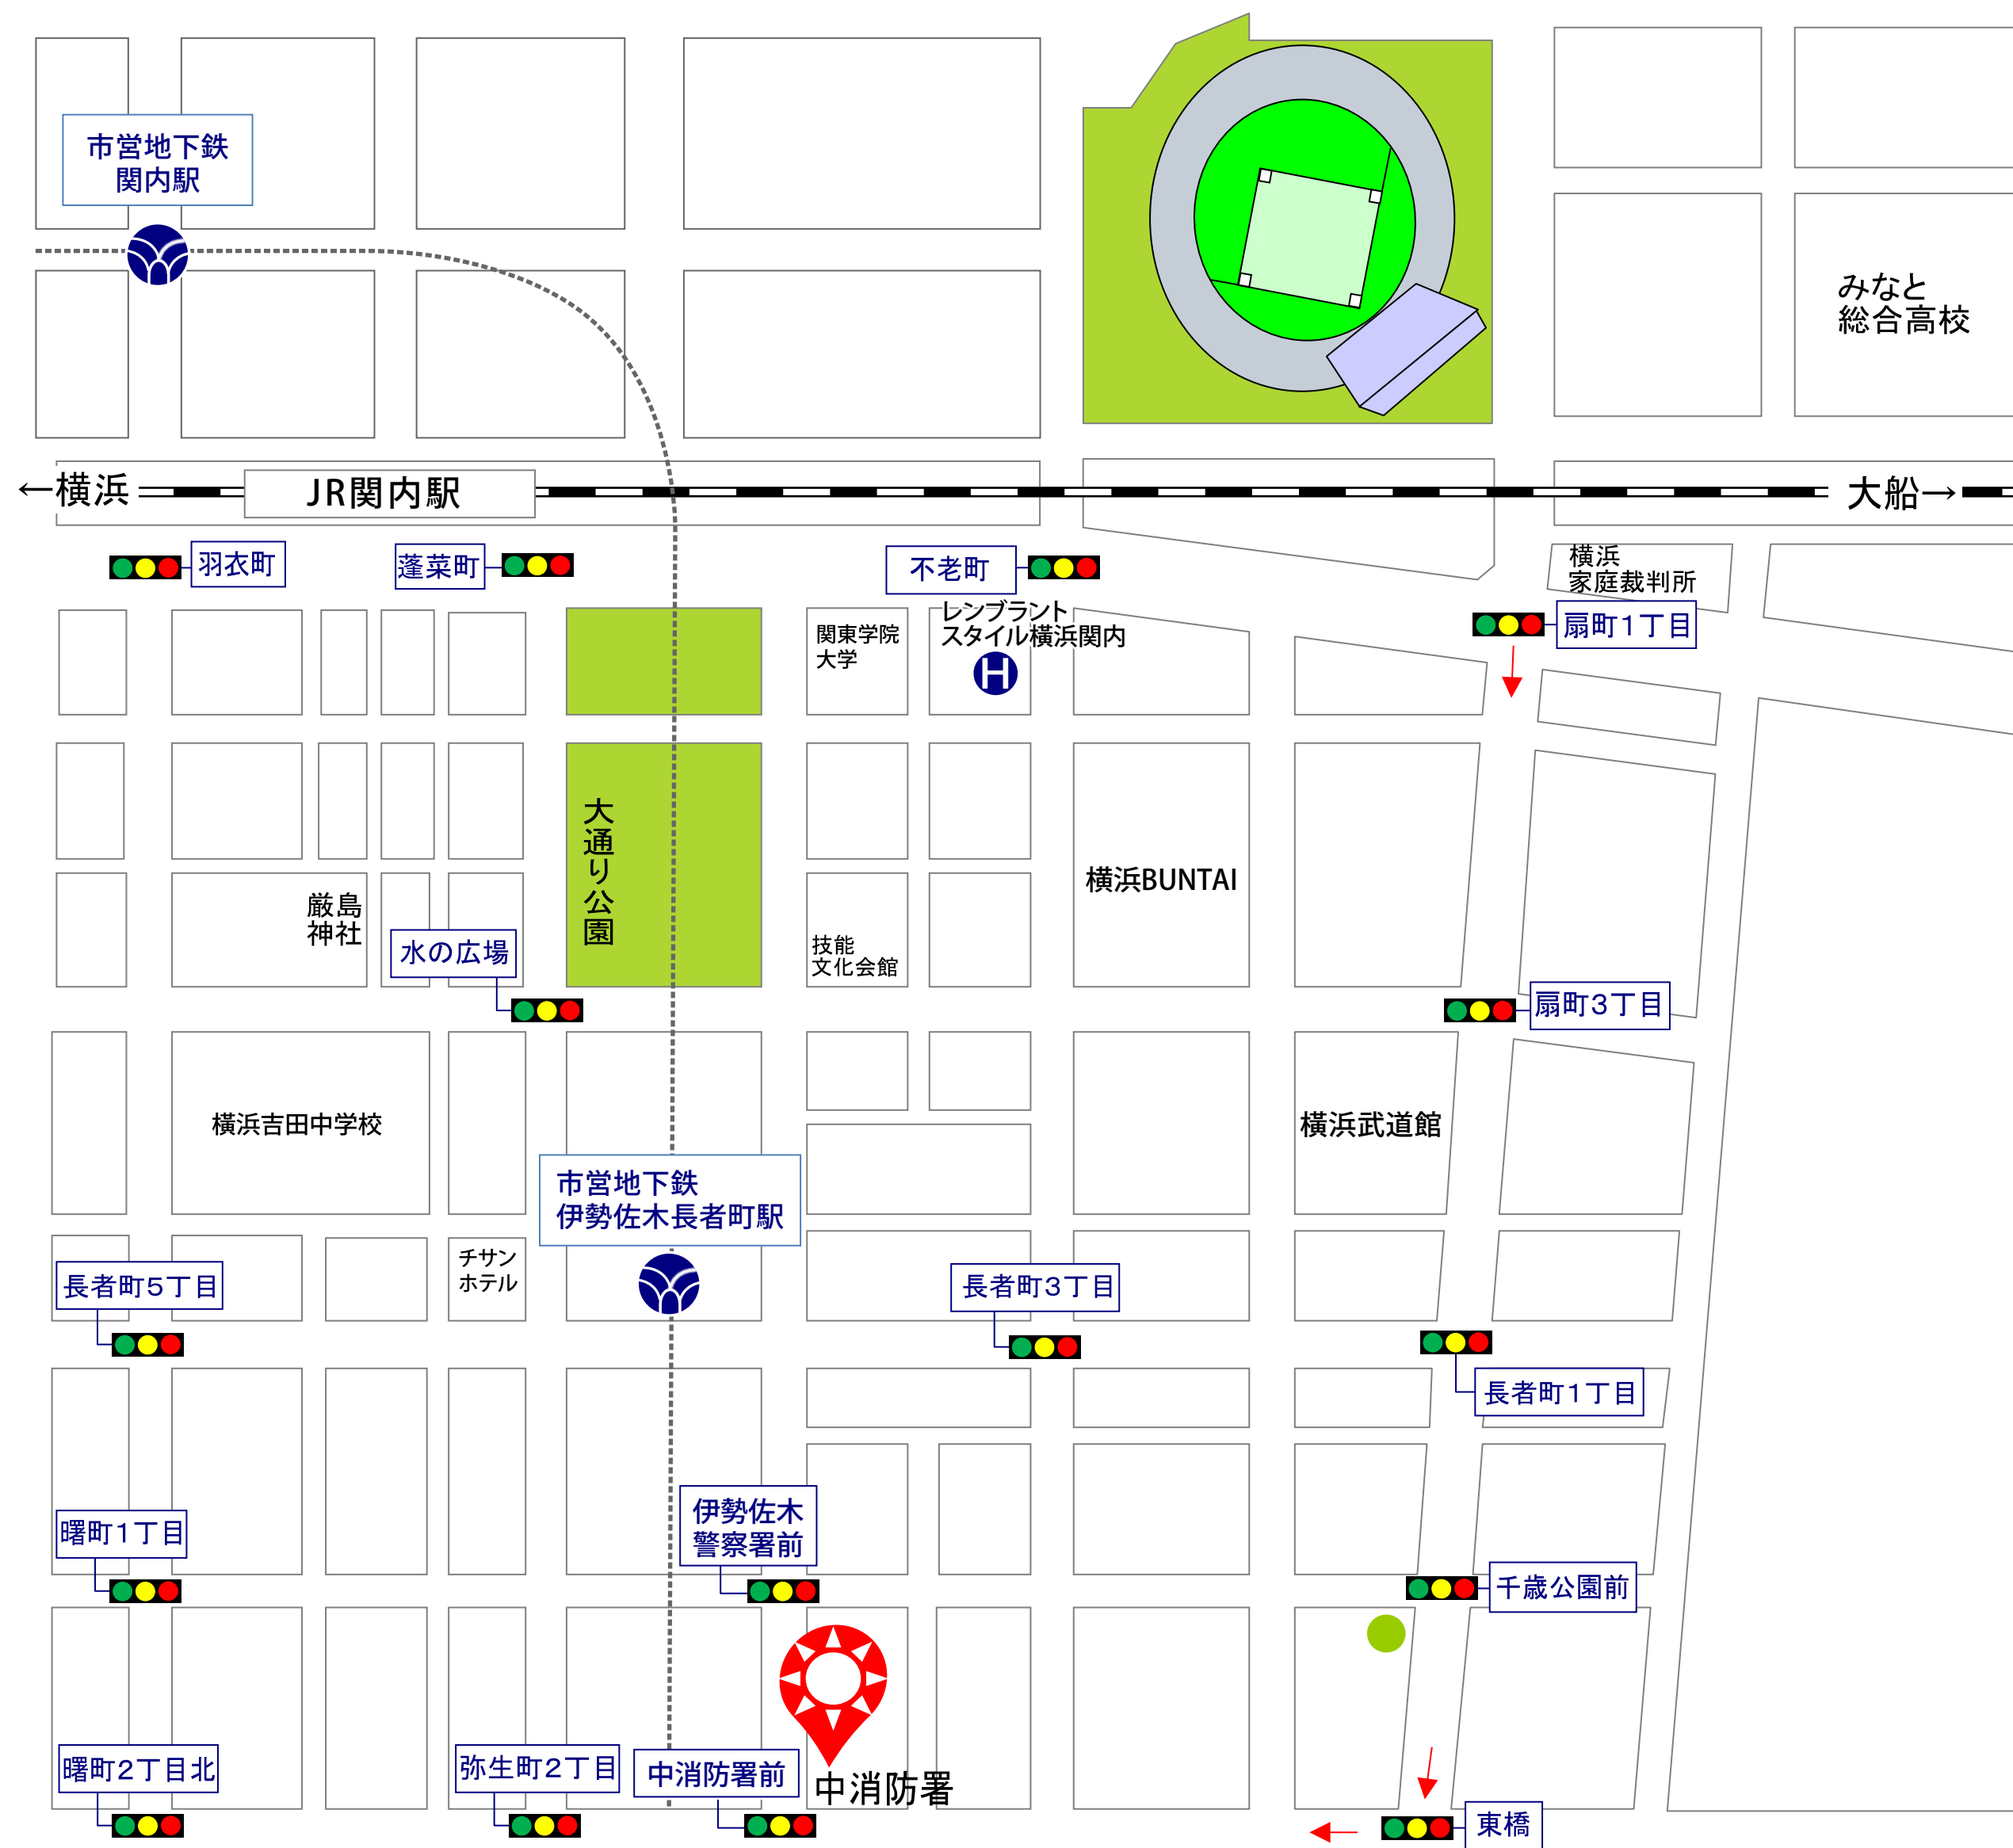 市営地下鉄
関内駅
みなと
総合高校
←横浜
JR関内駅
大船→
羽衣町
蓬莱町
不老町
横浜
家庭裁判所
扇町1丁目
関東学院
大学
レンブラント
スタイル横浜関内
H
大通り公園
横浜BUNTAI
厳島
神社
水の広場
技能
文化会館
扇町3丁目
横浜吉田中学校
横浜武道館
市営地下鉄
伊勢佐木長者町駅
チサン
ホテル
長者町5丁目
長者町3丁目
長者町1丁目
曙町1丁目
伊勢佐木
警察署前
千歳公園前
曙町2丁目北
弥生町2丁目
中消防署前
中消防署
東橋